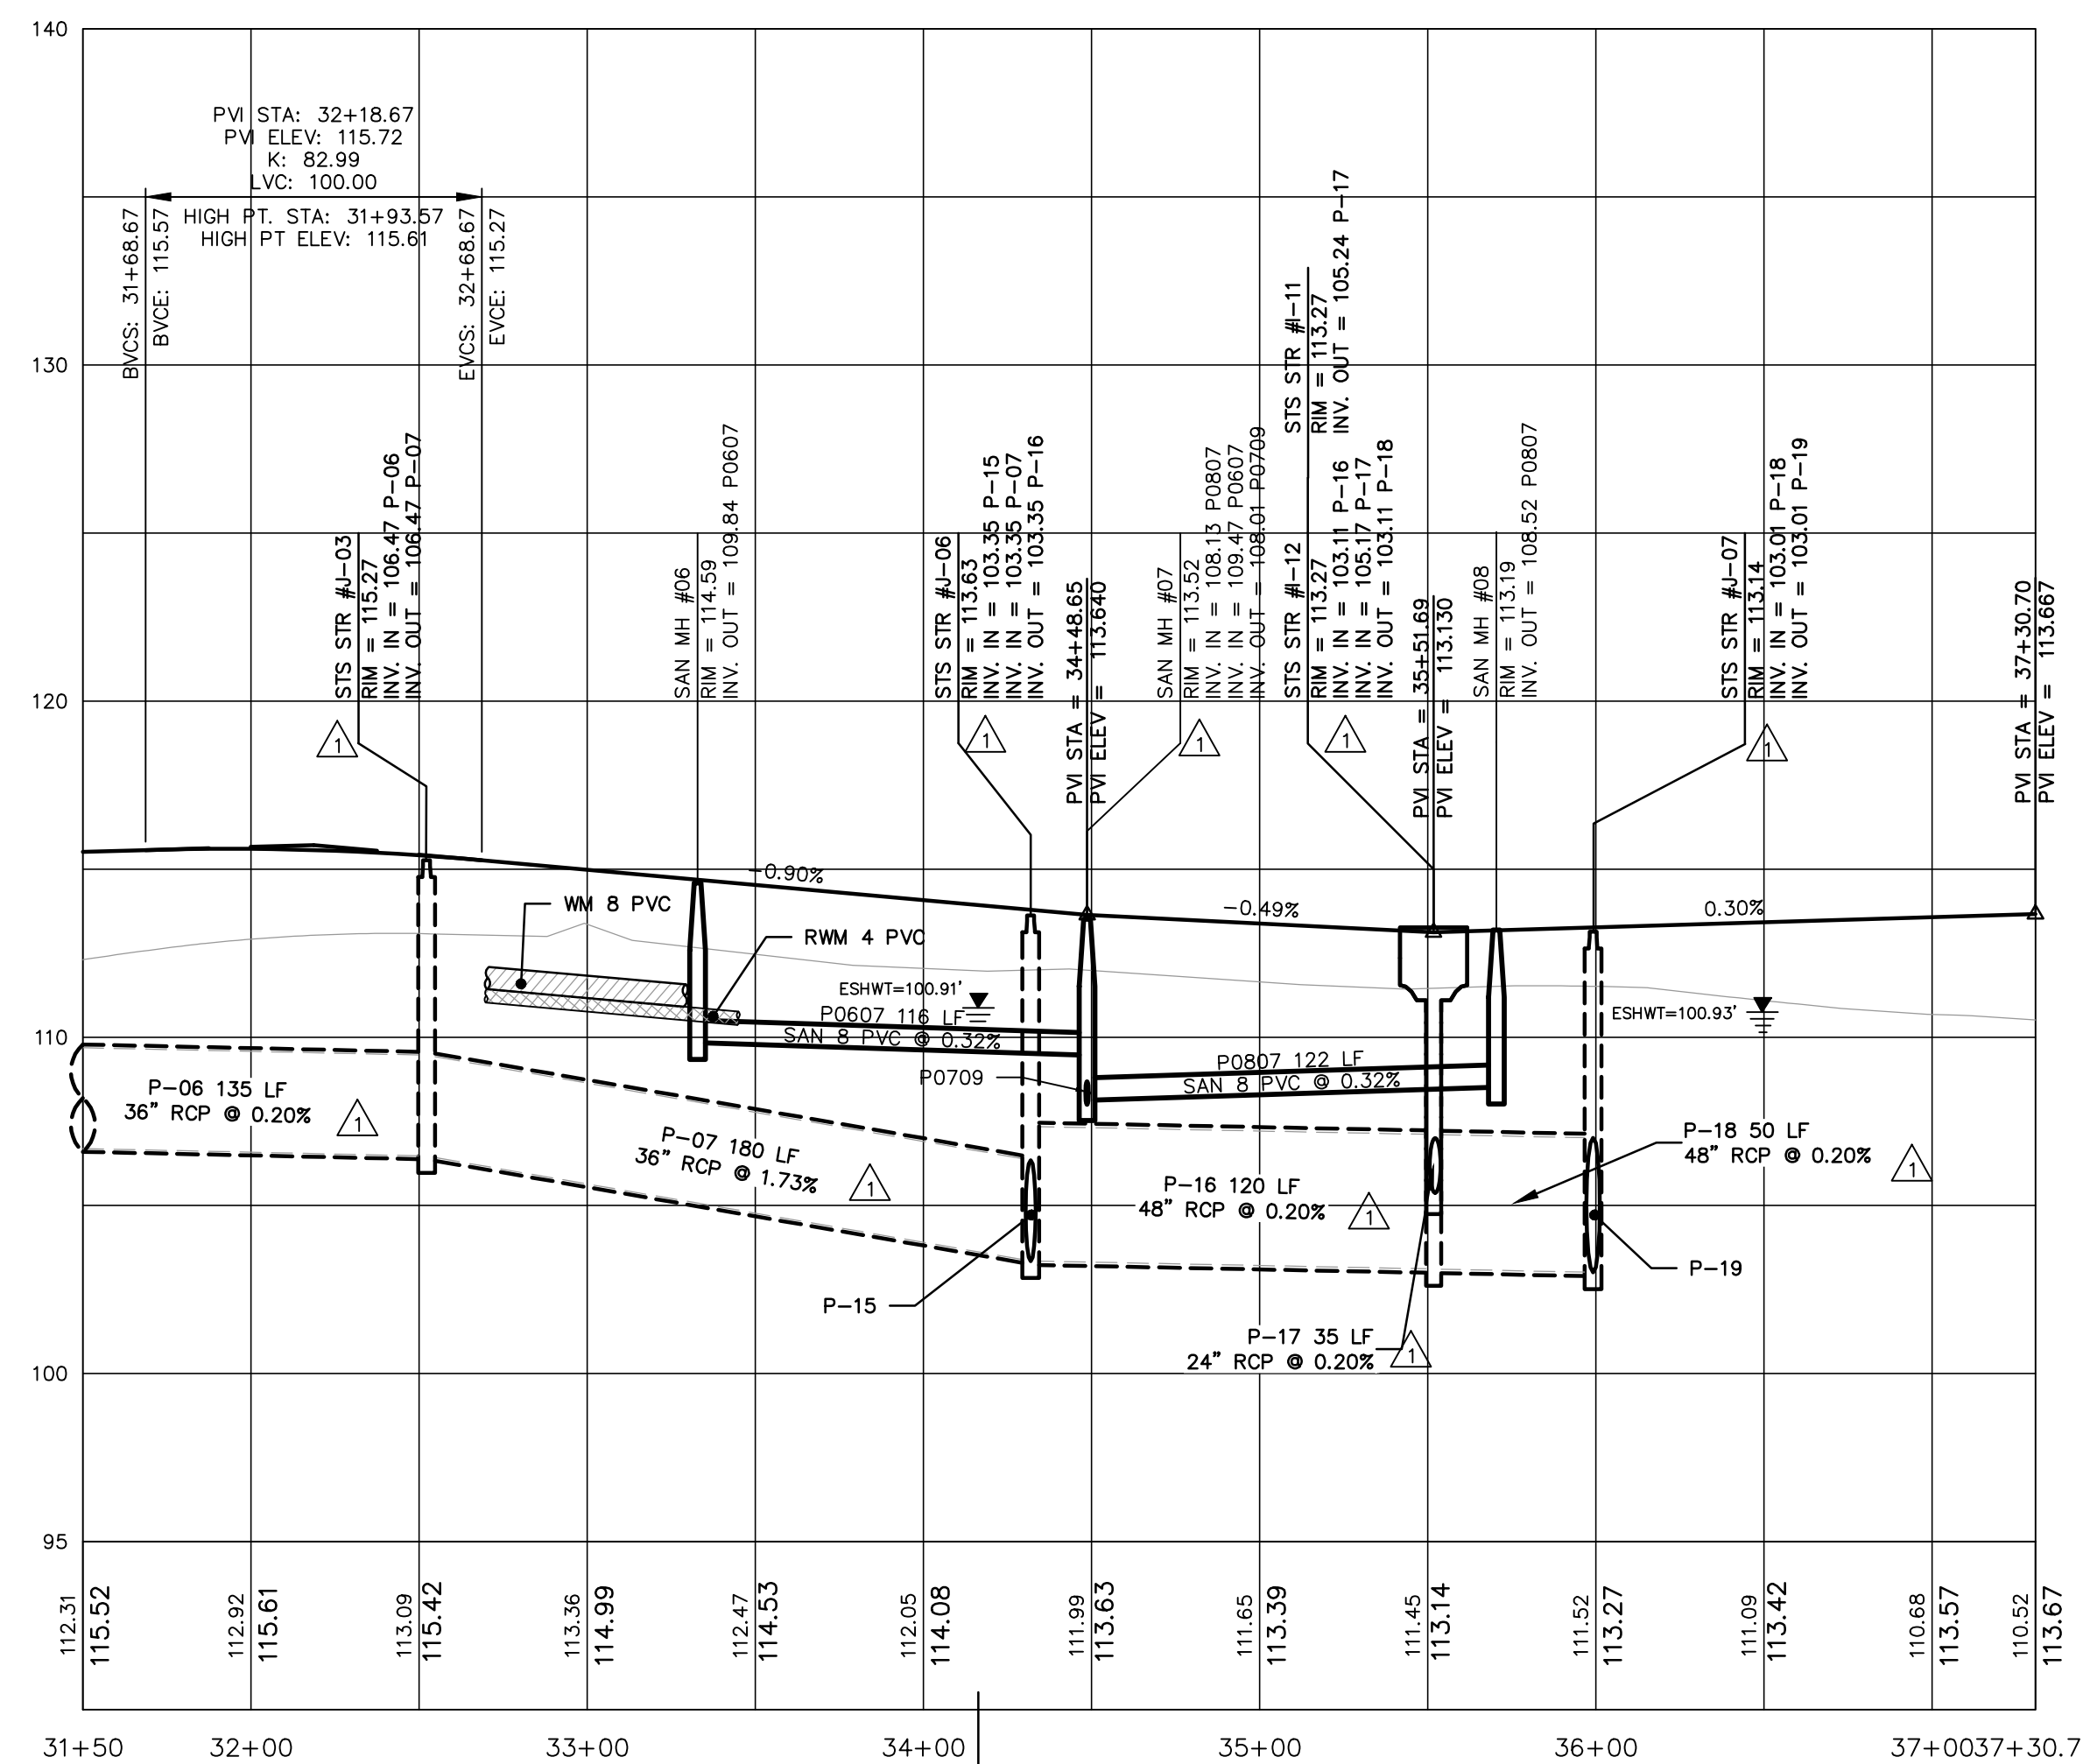 140
130
120
110
100
95
PVI STA: 32+18.67
PVI ELEV: 115.72
K: 82.99
LVC: 100.00
HIGH PT. STA: 31+93.57
HIGH PT ELEV: 115.61
BVCS: 31+68.67
BVCE: 115.57
EVCS: 32+68.67
EVCE: 115.27
STS STR #J-03
RIM = 115.27
INV. IN = 106.47 P-06
INV. OUT = 106.47 P-07
1
SAN MH #06
RIM = 114.59
INV. OUT = 109.84 P0607
STS STR #J-06
RIM = 113.63
INV. IN = 103.35 P-15
INV. IN = 103.35 P-07
INV. OUT = 103.35 P-16
1
PVI STA = 34+48.65
PVI ELEV = 113.640
SAN MH #07
RIM = 113.52
INV. IN = 108.13 P0807
INV. IN = 109.47 P0607
INV. OUT = 108.01 P0709
1
STS STR #I-11
RIM = 113.27
INV. OUT = 105.24 P-17
STS STR #I-12
RIM = 113.27
INV. IN = 103.11 P-16
INV. IN = 105.17 P-17
INV. OUT = 103.11 P-18
1
PVI STA = 35+51.69
PVI ELEV = 113.130
SAN MH #08
RIM = 113.19
INV. OUT = 108.52 P0807
STS STR #J-07
RIM = 113.14
INV. IN = 103.01 P-18
INV. OUT = 103.01 P-19
1
PVI STA = 37+30.70
PVI ELEV = 113.667
-0.90%
-0.49%
0.30%
WM 8 PVC
RWM 4 PVC
ESHWT=100.91'
P0607 116 LF
SAN 8 PVC @ 0.32%
ESHWT=100.93'
P0709
P0807 122 LF
SAN 8 PVC @ 0.32%
P-06 135 LF
36" RCP @ 0.20%
1
P-07 180 LF
36" RCP @ 1.73%
1
P-16 120 LF
48" RCP @ 0.20%
1
P-18 50 LF
48" RCP @ 0.20%
1
P-15
P-19
P-17 35 LF
24" RCP @ 0.20%
1
112.31
115.52
112.92
115.61
113.09
115.42
113.36
114.99
112.47
114.53
112.05
114.08
111.99
113.63
111.65
113.39
111.45
113.14
111.52
113.27
111.09
113.42
110.68
113.57
110.52
113.67
31+50 32+00 33+00 34+00 35+00 36+00 37+0037+30.7